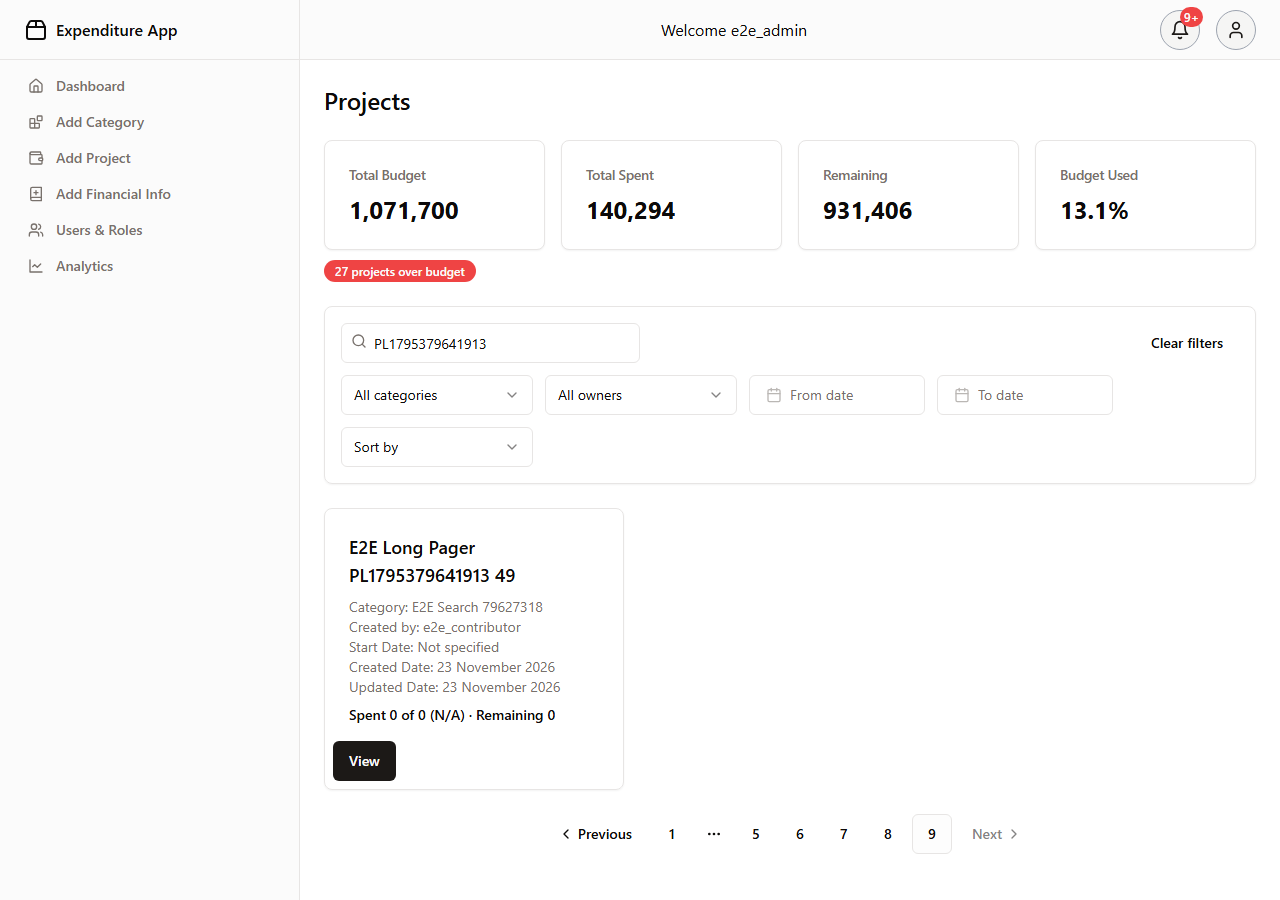 Expenditure App
Welcome e2e_admin
9+
Dashboard
Add Category
Add Project
Add Financial Info
Users & Roles
Analytics
Projects
Total Budget
1,071,700
Total Spent
140,294
Remaining
931,406
Budget Used
13.1%
27 projects over budget
PL1795379641913
Clear filters
All categories
All owners
From date
To date
Sort by
E2E Long Pager
PL1795379641913 49
Category: E2E Search 79627318
Created by: e2e_contributor
Start Date: Not specified
Created Date: 23 November 2026
Updated Date: 23 November 2026
Spent 0 of 0 (N/A) · Remaining 0
View
Previous 1 ··· 5 6 7 8 9 Next